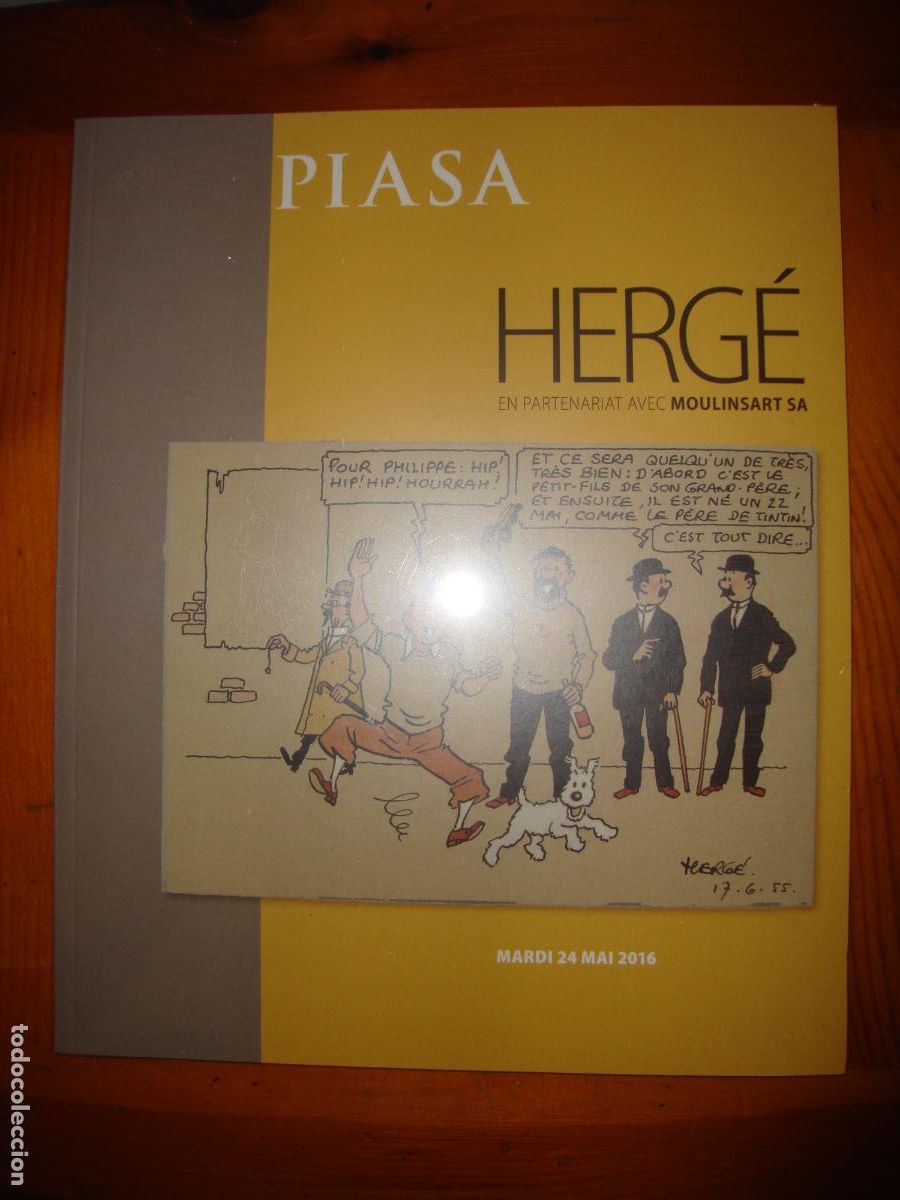 PIASA
HERGÉ
EN PARTENARIAT AVEC MOULINSART SA
POUR PHILIPPE: HIP!
HIP! HIP! HOURRAH!
ET CE SERA QUELQU'UN DE TRÈS,
TRÈS BIEN: D'ABORD C'EST LE
PETIT-FILS DE SON GRAND-PÈRE;
ET ENSUITE, IL EST NÉ UN 22
MAI, COMME LE PÈRE DE TINTIN!
C'EST TOUT DIRE...
HERGÉ.
17.6.55.
MARDI 24 MAI 2016
todocoleccion